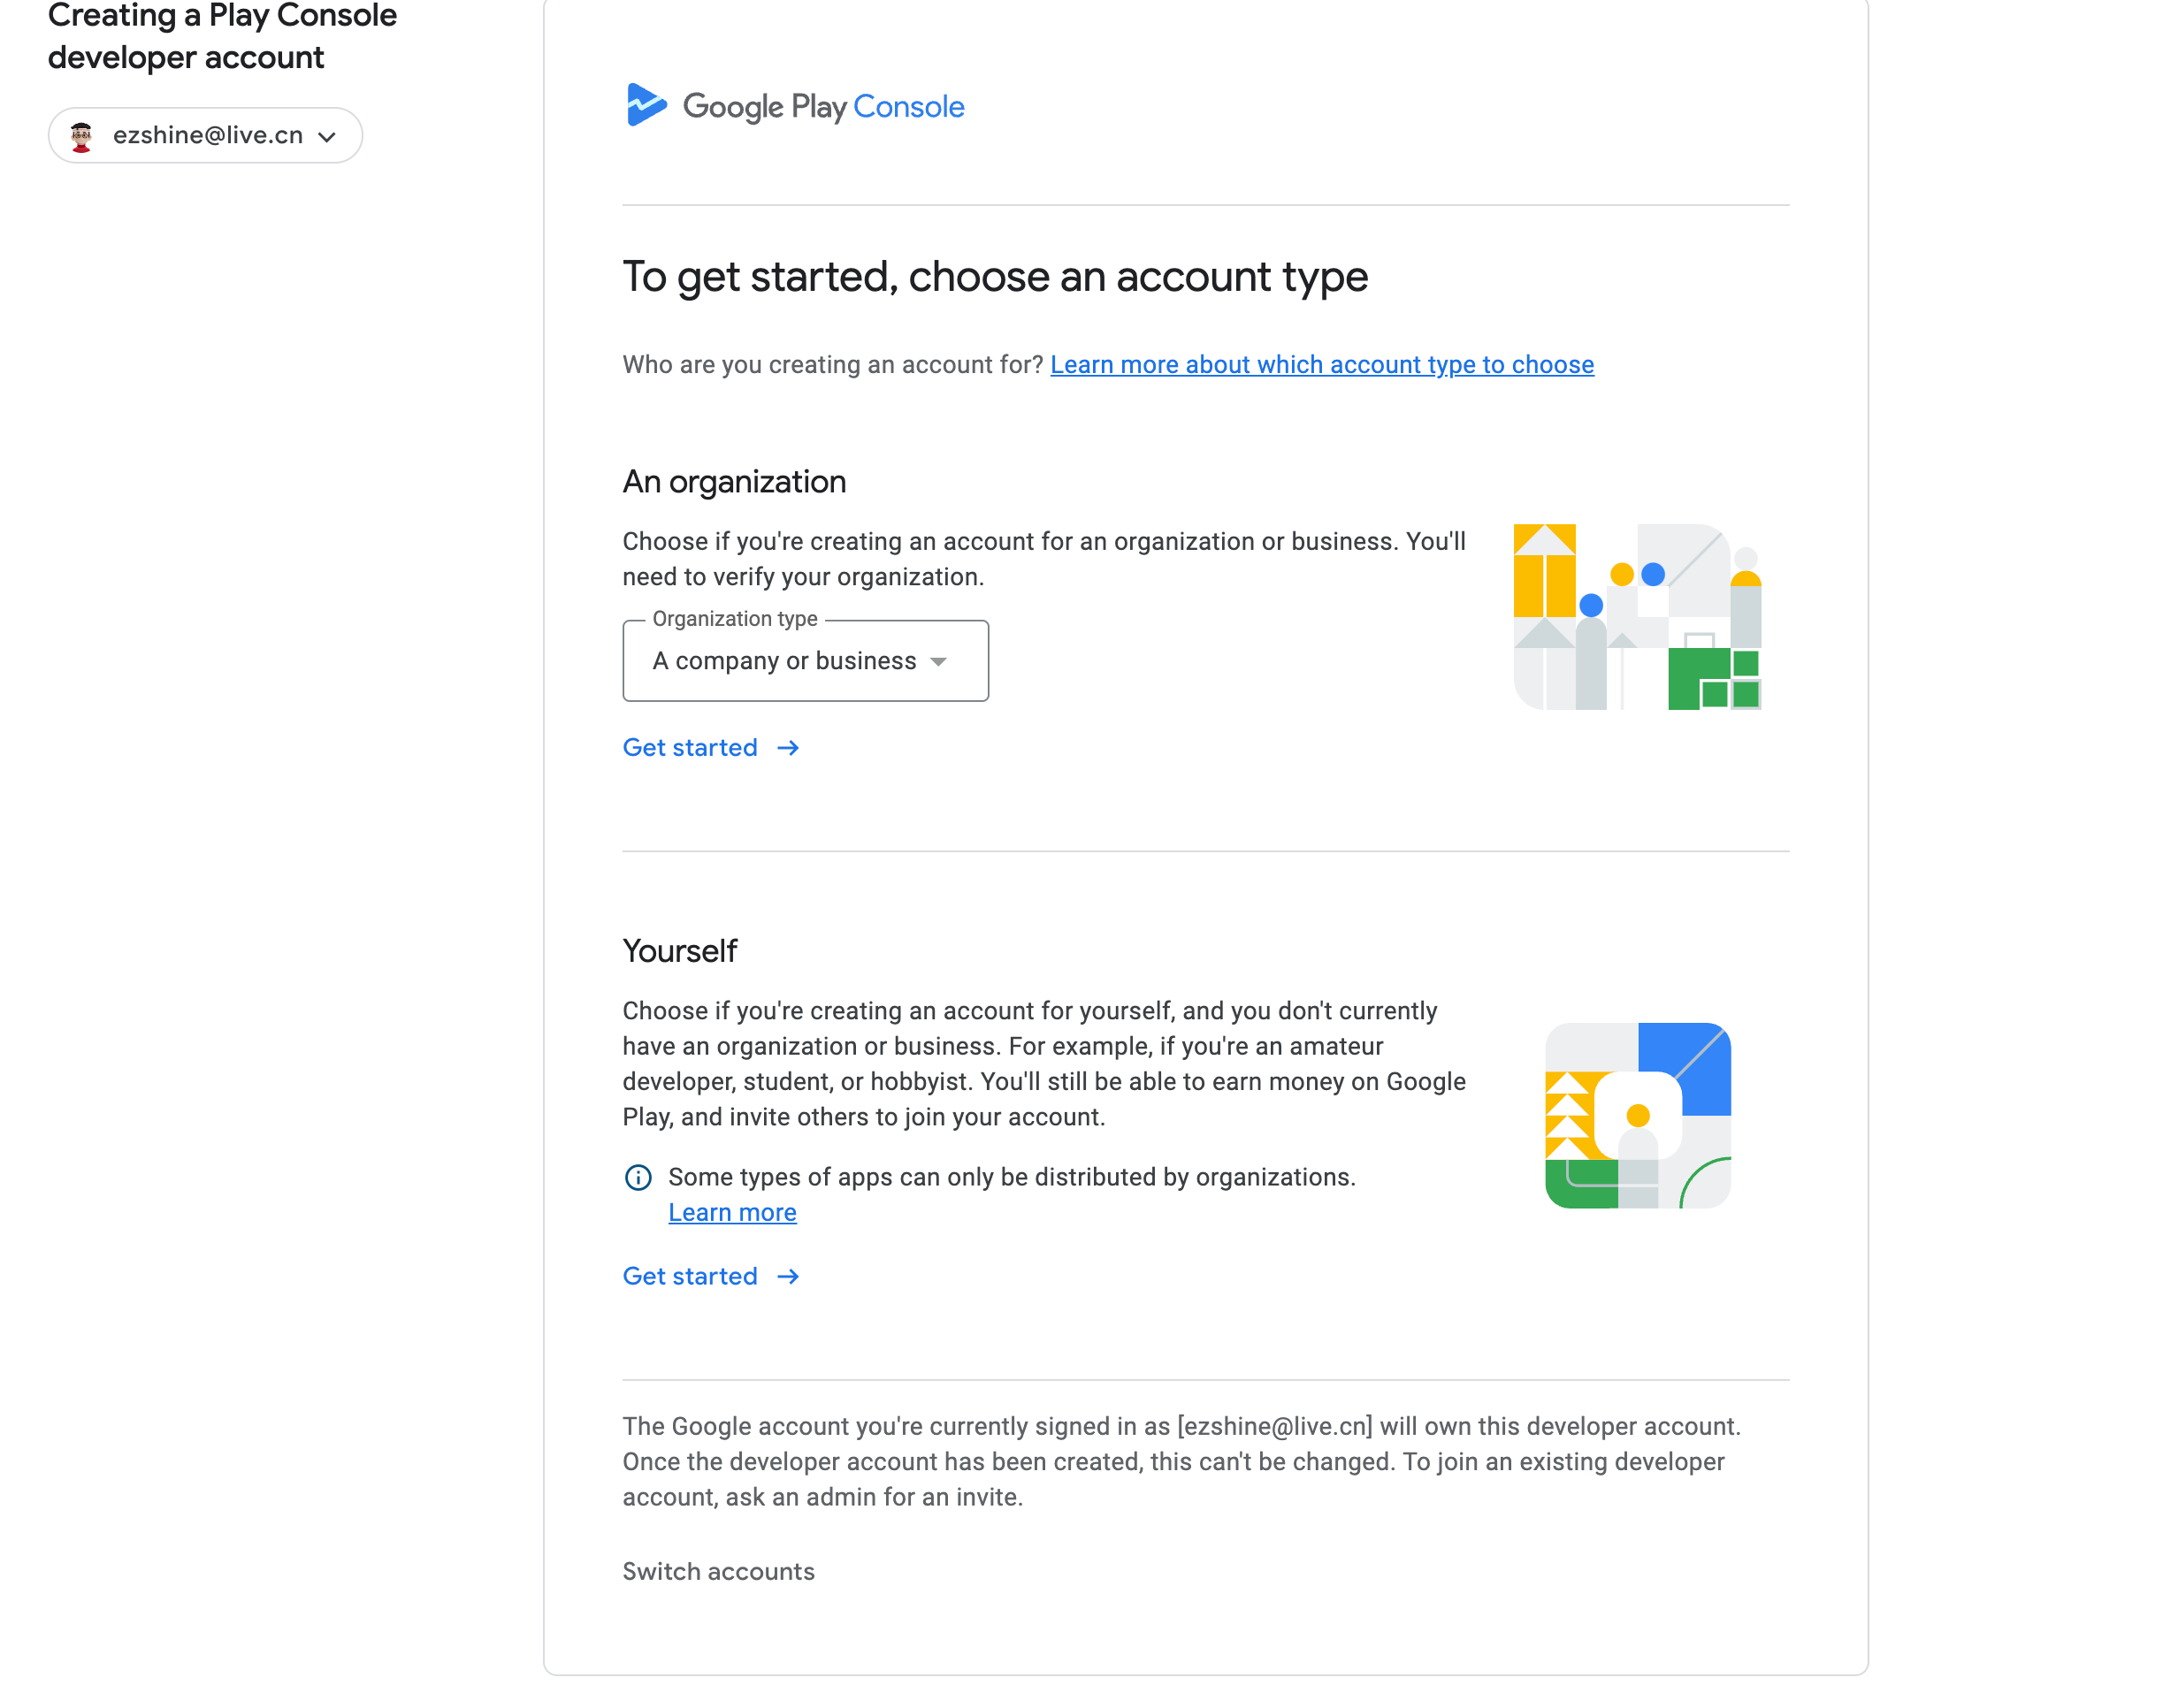 Creating a Play Console
developer account
ezshine@live.cn
Google Play Console
To get started, choose an account type
Who are you creating an account for? Learn more about which account type to choose
An organization
Choose if you're creating an account for an organization or business. You'll
need to verify your organization.
Organization type
A company or business
Get started
Yourself
Choose if you're creating an account for yourself, and you don't currently
have an organization or business. For example, if you're an amateur
developer, student, or hobbyist. You'll still be able to earn money on Google
Play, and invite others to join your account.
Some types of apps can only be distributed by organizations.
Learn more
Get started
The Google account you're currently signed in as [ezshine@live.cn] will own this developer account.
Once the developer account has been created, this can't be changed. To join an existing developer
account, ask an admin for an invite.
Switch accounts